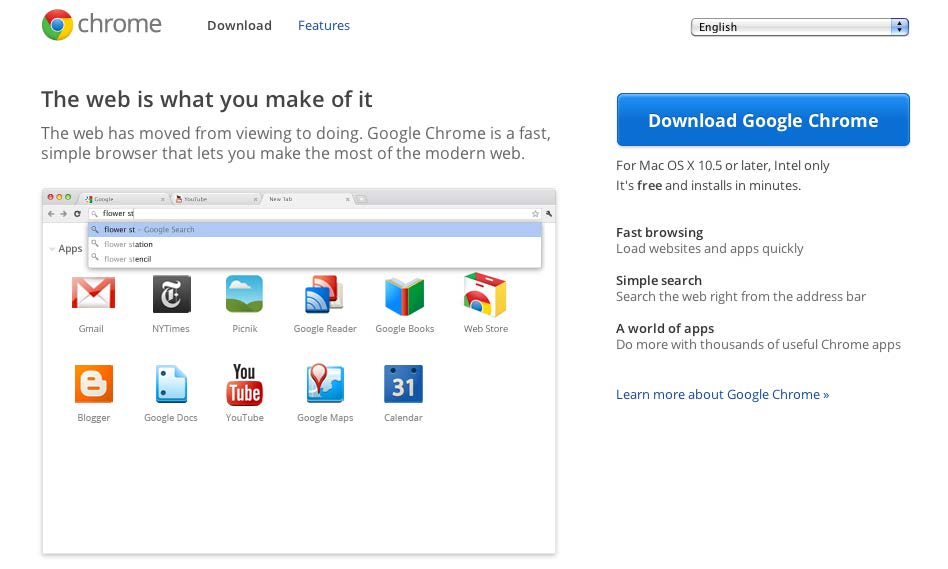 chrome
Download
Features
English
The web is what you make of it
The web has moved from viewing to doing. Google Chrome is a fast,
simple browser that lets you make the most of the modern web.
Google
YouTube
New Tab
flower st
flower st - Google Search
flower station
flower stencil
Apps
Gmail
NYTimes
Picnik
Google Reader
Google Books
Web Store
You
Tube
31
Blogger
Google Docs
YouTube
Google Maps
Calendar
Download Google Chrome
For Mac OS X 10.5 or later, Intel only
It's free and installs in minutes.
Fast browsing
Load websites and apps quickly
Simple search
Search the web right from the address bar
A world of apps
Do more with thousands of useful Chrome apps
Learn more about Google Chrome »